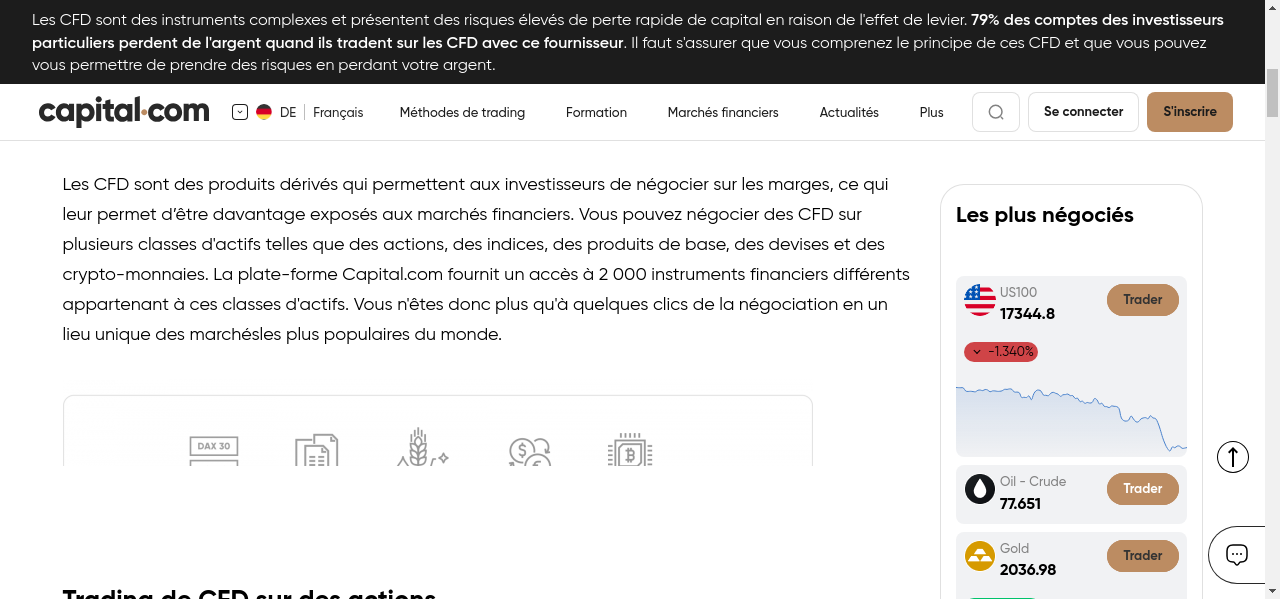 Les CFD sont des instruments complexes et présentent des risques élevés de perte rapide de capital en raison de l'effet de levier. 79% des comptes des investisseurs
particuliers perdent de l'argent quand ils tradent sur les CFD avec ce fournisseur. Il faut s'assurer que vous comprenez le principe de ces CFD et que vous pouvez
vous permettre de prendre des risques en perdant votre argent.
capital.com
DE | Français
Méthodes de trading
Formation
Marchés financiers
Actualités
Plus
Se connecter
S'inscrire
Les CFD sont des produits dérivés qui permettent aux investisseurs de négocier sur les marges, ce qui
leur permet d’être davantage exposés aux marchés financiers. Vous pouvez négocier des CFD sur
plusieurs classes d'actifs telles que des actions, des indices, des produits de base, des devises et des
crypto-monnaies. La plate-forme Capital.com fournit un accès à 2 000 instruments financiers différents
appartenant à ces classes d'actifs. Vous n'êtes donc plus qu'à quelques clics de la négociation en un
lieu unique des marchésles plus populaires du monde.
DAX 30
Trading de CFD sur des actions
Les plus négociés
US100
17344.8
Trader
-1.340%
Oil - Crude
77.651
Trader
Gold
2036.98
Trader